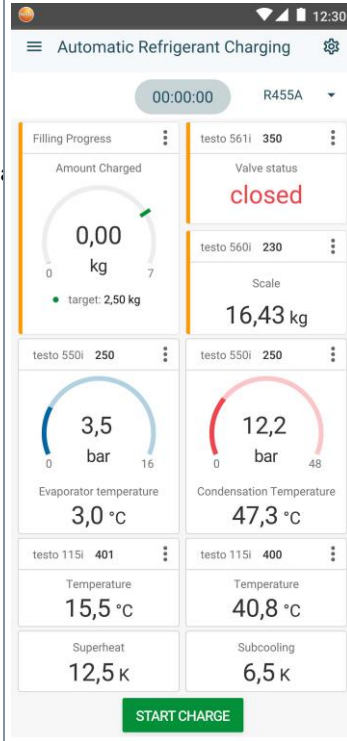 12:30
Automatic Refrigerant Charging
00:00:00
R455A
Filling Progress
Amount Charged
0,00
kg
0
7
target: 2,50 kg
testo 561i 350
Valve status
closed
testo 560i 230
Scale
16,43 kg
testo 550i 250
3,5
bar
0
16
Evaporator temperature
3,0 °C
testo 550i 250
12,2
bar
0
48
Condensation Temperature
47,3 °C
testo 115i 401
Temperature
15,5 °C
testo 115i 400
Temperature
40,8 °C
Superheat
12,5 K
Subcooling
6,5 K
START CHARGE